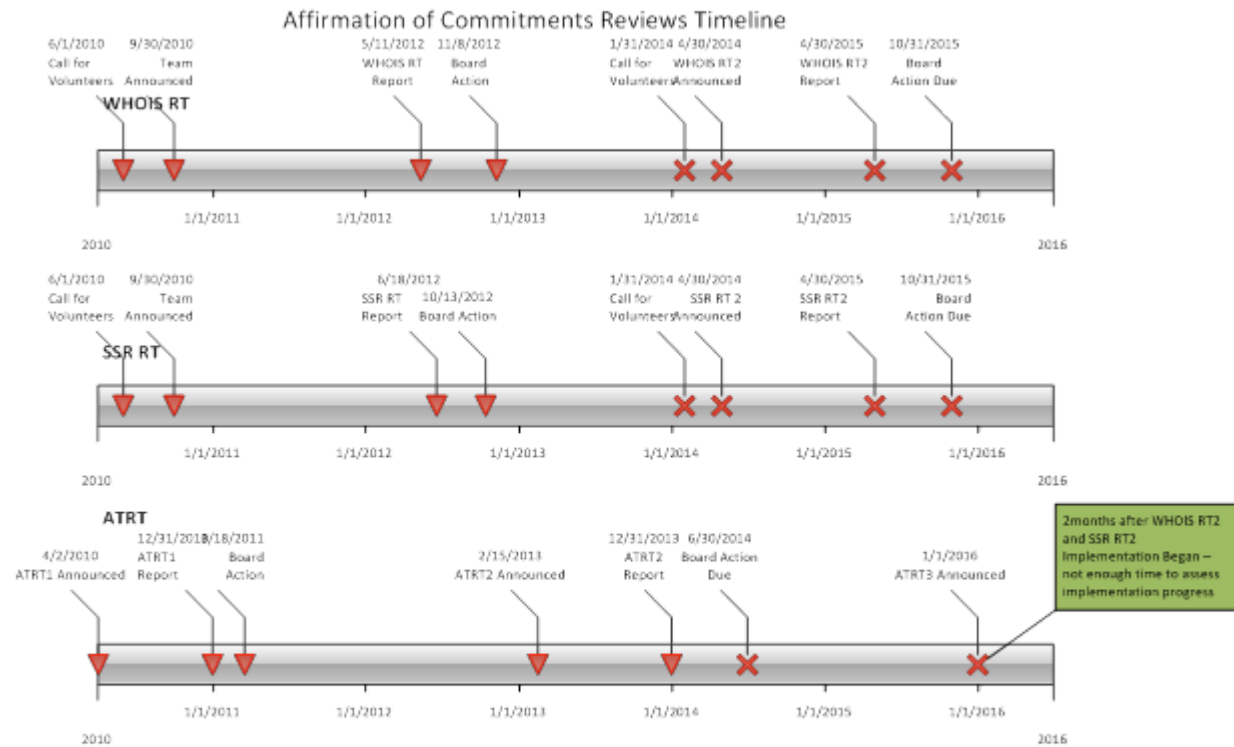 Affirmation of Commitments Reviews Timeline
6/1/2010 9/30/2010 5/11/2012 11/8/2012 1/31/2014 4/30/2014 4/30/2015 10/31/2015
Call for Team WHOIS RT Board Call for WHOIS RT2 WHOIS RT2 Board
Volunteers Announced Report Action Volunteers Announced Report Action Due
WHOIS RT
1/1/2011 1/1/2012 1/1/2013 1/1/2014 1/1/2015 1/1/2016
2010 2016
6/1/2010 9/30/2010 6/18/2012 1/31/2014 4/30/2014 4/30/2015 10/31/2015
Call for Team SSR RT 10/13/2012 Call for SSR RT 2 SSR RT2 Board
Volunteers Announced Report Board Action Volunteers Announced Report Action Due
SSR RT
1/1/2011 1/1/2012 1/1/2013 1/1/2014 1/1/2015 1/1/2016
2010 2016
ATRT
2months after WHOIS RT2
and SSR RT2
Implementation Began –
not enough time to assess
implementation progress
4/2/2010 ATRT1 Board 2/15/2013 12/31/2013 6/30/2014 1/1/2016
ATRT1 Announced Report Action ATRT2 Announced ATRT2 Report Board Action Due ATRT3 Announced
1/1/2011 1/1/2012 1/1/2013 1/1/2014 1/1/2015 1/1/2016
2010 2016